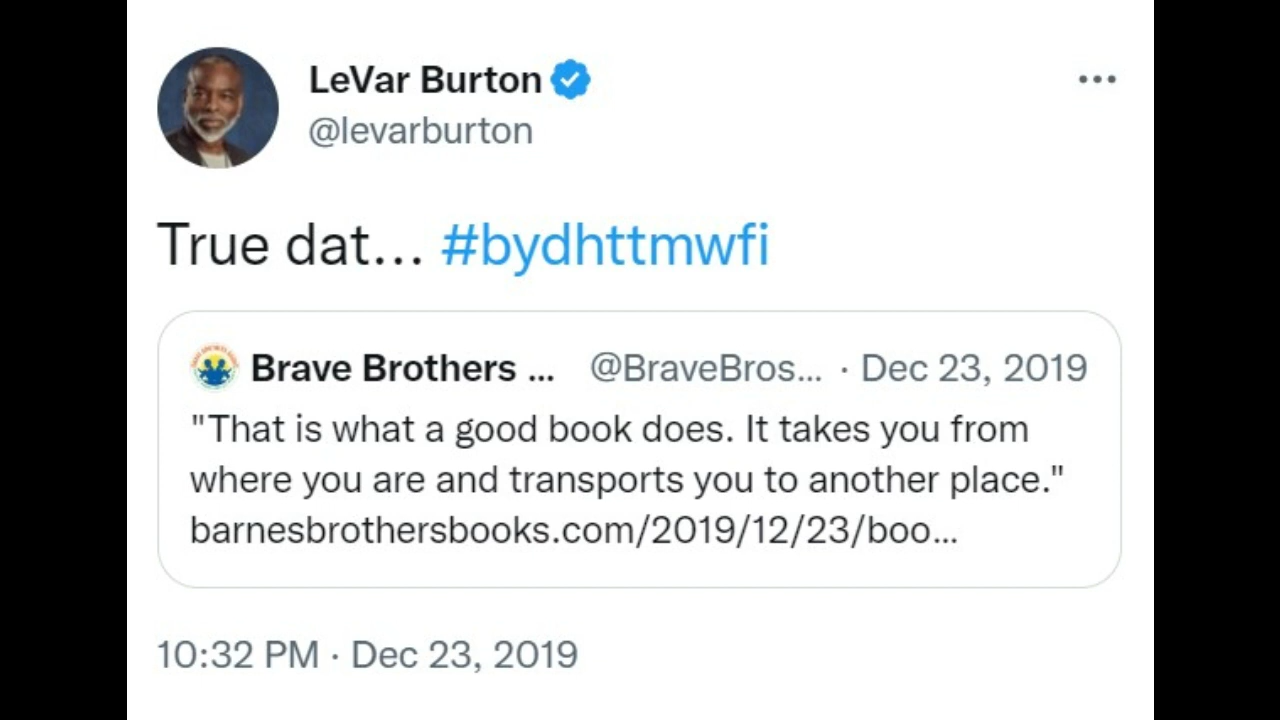 LeVar Burton
@levarburton
True dat... #bydhttmwfi
Brave Brothers ... @BraveBros... · Dec 23, 2019
"That is what a good book does. It takes you from
where you are and transports you to another place."
barnesbrothersbooks.com/2019/12/23/boo...
10:32 PM · Dec 23, 2019